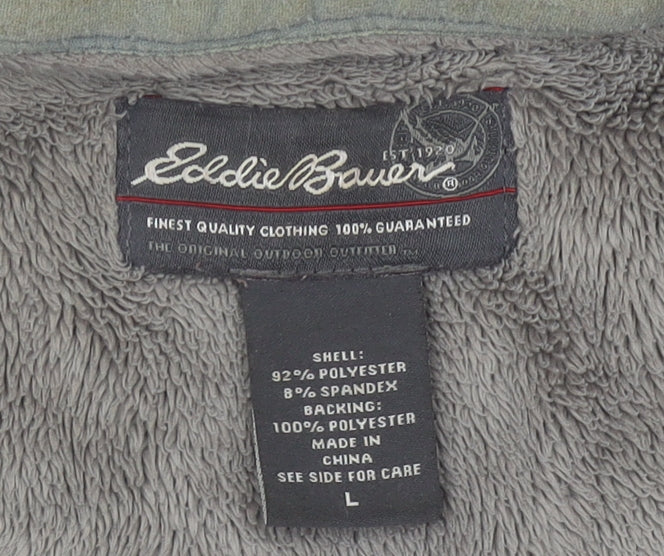 EST. 1920
Eddie Bauer ®
FINEST QUALITY CLOTHING 100% GUARANTEED
THE ORIGINAL OUTDOOR OUTFITTER™
SHELL:
92% POLYESTER
8% SPANDEX
BACKING:
100% POLYESTER
MADE IN
CHINA
SEE SIDE FOR CARE
L